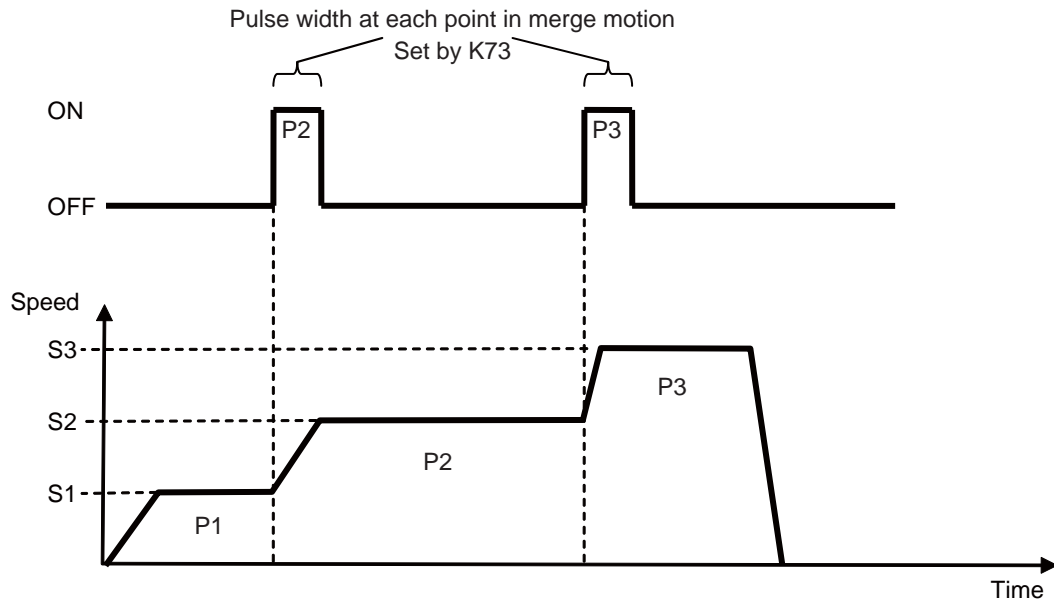 Pulse width at each point in merge motion
Set by K73
ON
P2
P3
OFF
Speed
S3
P3
S2
P2
S1
P1
Time